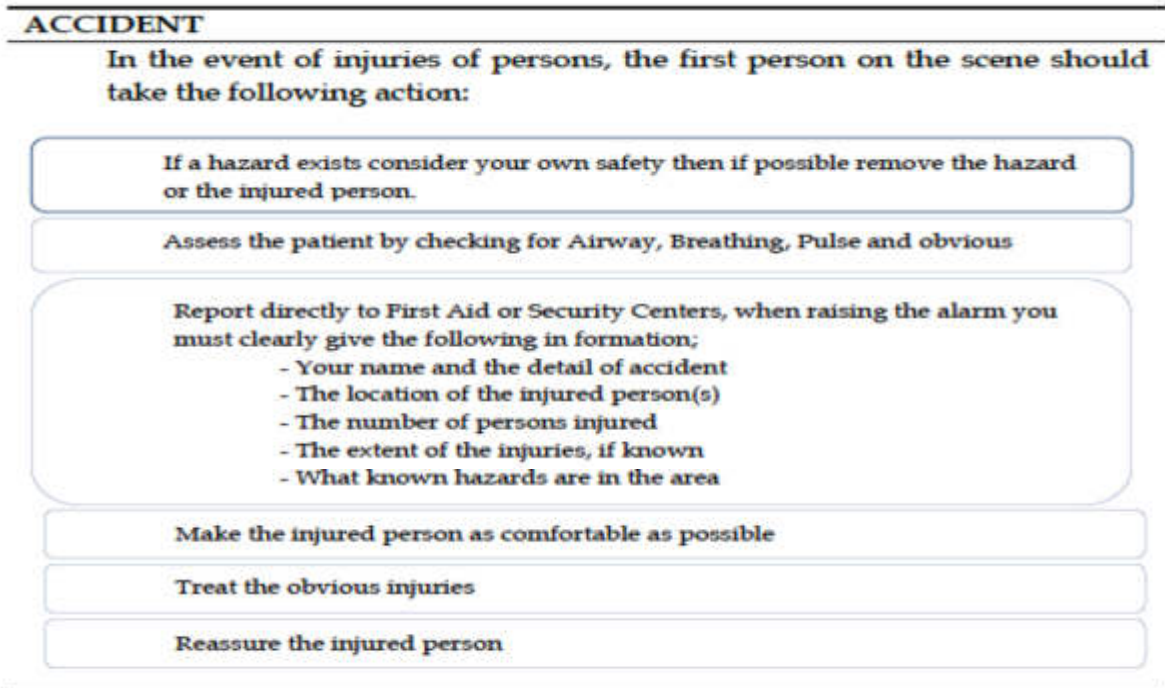 ACCIDENT
In the event of injuries of persons, the first person on the scene should
take the following action:
If a hazard exists consider your own safety then if possible remove the hazard
or the injured person.
Assess the patient by checking for Airway, Breathing, Pulse and obvious
Report directly to First Aid or Security Centers, when raising the alarm you
must clearly give the following in formation;
- Your name and the detail of accident
- The location of the injured person(s)
- The number of persons injured
- The extent of the injuries, if known
- What known hazards are in the area
Make the injured person as comfortable as possible
Treat the obvious injuries
Reassure the injured person